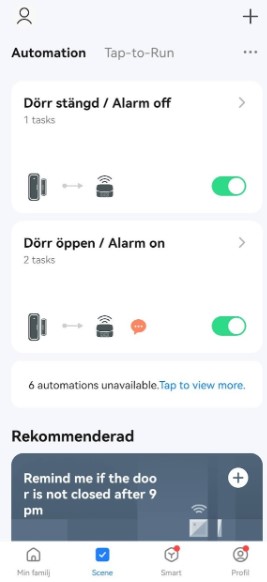 Automation Tap-to-Run
Dörr stängd / Alarm off
1 tasks
Dörr öppen / Alarm on
2 tasks
6 automations unavailable.Tap to view more.
Rekommenderad
Remind me if the doo
r is not closed after 9
pm
Min familj Scene Smart Profil